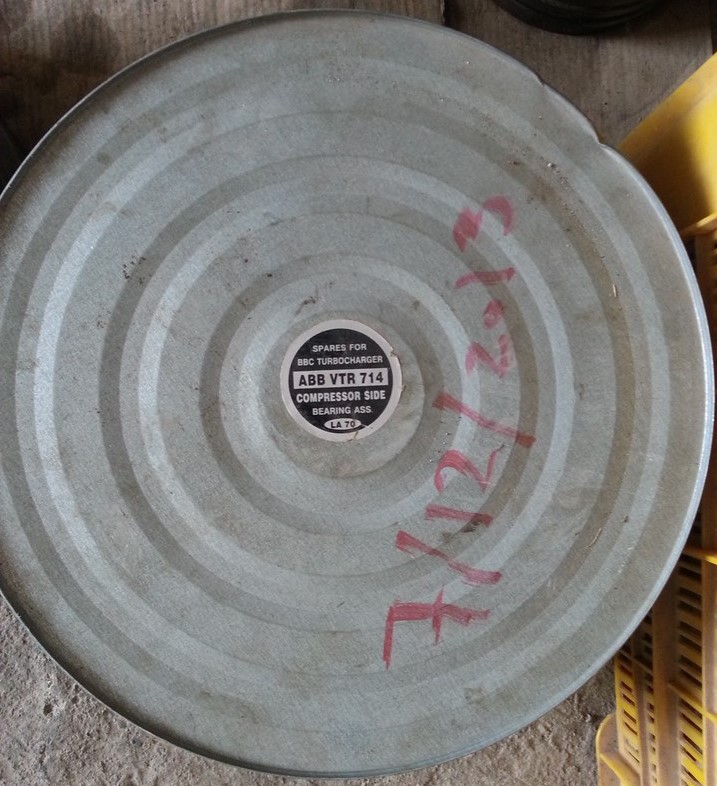 SPARES FOR
BBC TURBOCHARGER
ABB VTR 714
COMPRESSOR SIDE
BEARING ASS.
LA 70
7/12/2013